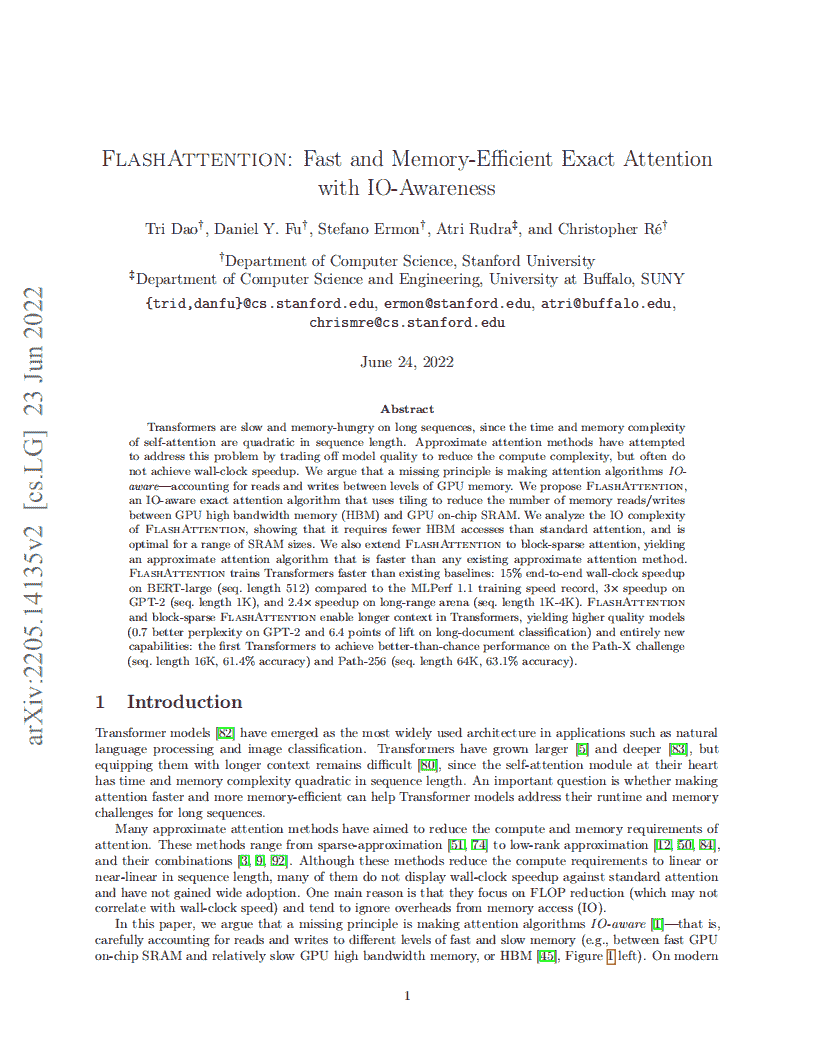 FLASHATTENTION: Fast and Memory-Efficient Exact Attention
with IO-Awareness
Tri Dao†, Daniel Y. Fu†, Stefano Ermon†, Atri Rudra‡, and Christopher Ré†
†Department of Computer Science, Stanford University
‡Department of Computer Science and Engineering, University at Buffalo, SUNY
{trid,danfu}@cs.stanford.edu, ermon@stanford.edu, atri@buffalo.edu,
chrismre@cs.stanford.edu
June 24, 2022
arXiv:2205.14135v2 [cs.LG] 23 Jun 2022
Abstract
Transformers are slow and memory-hungry on long sequences, since the time and memory complexity
of self-attention are quadratic in sequence length. Approximate attention methods have attempted
to address this problem by trading off model quality to reduce the compute complexity, but often do
not achieve wall-clock speedup. We argue that a missing principle is making attention algorithms IO-
aware—accounting for reads and writes between levels of GPU memory. We propose FLASHATTENTION,
an IO-aware exact attention algorithm that uses tiling to reduce the number of memory reads/writes
between GPU high bandwidth memory (HBM) and GPU on-chip SRAM. We analyze the IO complexity
of FLASHATTENTION, showing that it requires fewer HBM accesses than standard attention, and is
optimal for a range of SRAM sizes. We also extend FLASHATTENTION to block-sparse attention, yielding
an approximate attention algorithm that is faster than any existing approximate attention method.
FLASHATTENTION trains Transformers faster than existing baselines: 15% end-to-end wall-clock speedup
on BERT-large (seq. length 512) compared to the MLPerf 1.1 training speed record, 3× speedup on
GPT-2 (seq. length 1K), and 2.4× speedup on long-range arena (seq. length 1K-4K). FLASHATTENTION
and block-sparse FLASHATTENTION enable longer context in Transformers, yielding higher quality models
(0.7 better perplexity on GPT-2 and 6.4 points of lift on long-document classification) and entirely new
capabilities: the first Transformers to achieve better-than-chance performance on the Path-X challenge
(seq. length 16K, 61.4% accuracy) and Path-256 (seq. length 64K, 63.1% accuracy).
1 Introduction
Transformer models [82] have emerged as the most widely used architecture in applications such as natural
language processing and image classification. Transformers have grown larger [5] and deeper [83], but
equipping them with longer context remains difficult [80], since the self-attention module at their heart
has time and memory complexity quadratic in sequence length. An important question is whether making
attention faster and more memory-efficient can help Transformer models address their runtime and memory
challenges for long sequences.
Many approximate attention methods have aimed to reduce the compute and memory requirements of
attention. These methods range from sparse-approximation [51, 74] to low-rank approximation [12, 50, 84],
and their combinations [3, 9, 92]. Although these methods reduce the compute requirements to linear or
near-linear in sequence length, many of them do not display wall-clock speedup against standard attention
and have not gained wide adoption. One main reason is that they focus on FLOP reduction (which may not
correlate with wall-clock speed) and tend to ignore overheads from memory access (IO).
In this paper, we argue that a missing principle is making attention algorithms IO-aware [1]—that is,
carefully accounting for reads and writes to different levels of fast and slow memory (e.g., between fast GPU
on-chip SRAM and relatively slow GPU high bandwidth memory, or HBM [45], Figure 1 left). On modern
1